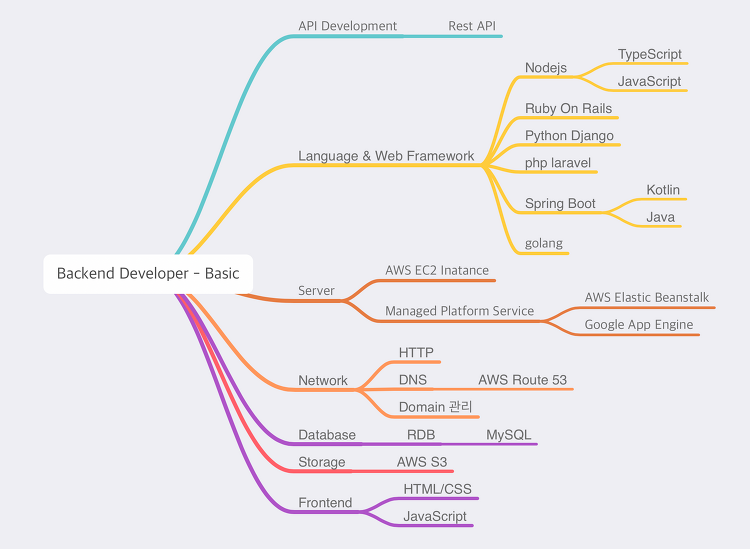 API Development
Rest API
Language & Web Framework
Nodejs
TypeScript
JavaScript
Ruby On Rails
Python Django
php laravel
Spring Boot
Kotlin
Java
golang
Backend Developer - Basic
Server
AWS EC2 Inatance
Managed Platform Service
AWS Elastic Beanstalk
Google App Engine
Network
HTTP
DNS
AWS Route 53
Domain 관리
Database
RDB
MySQL
Storage
AWS S3
Frontend
HTML/CSS
JavaScript